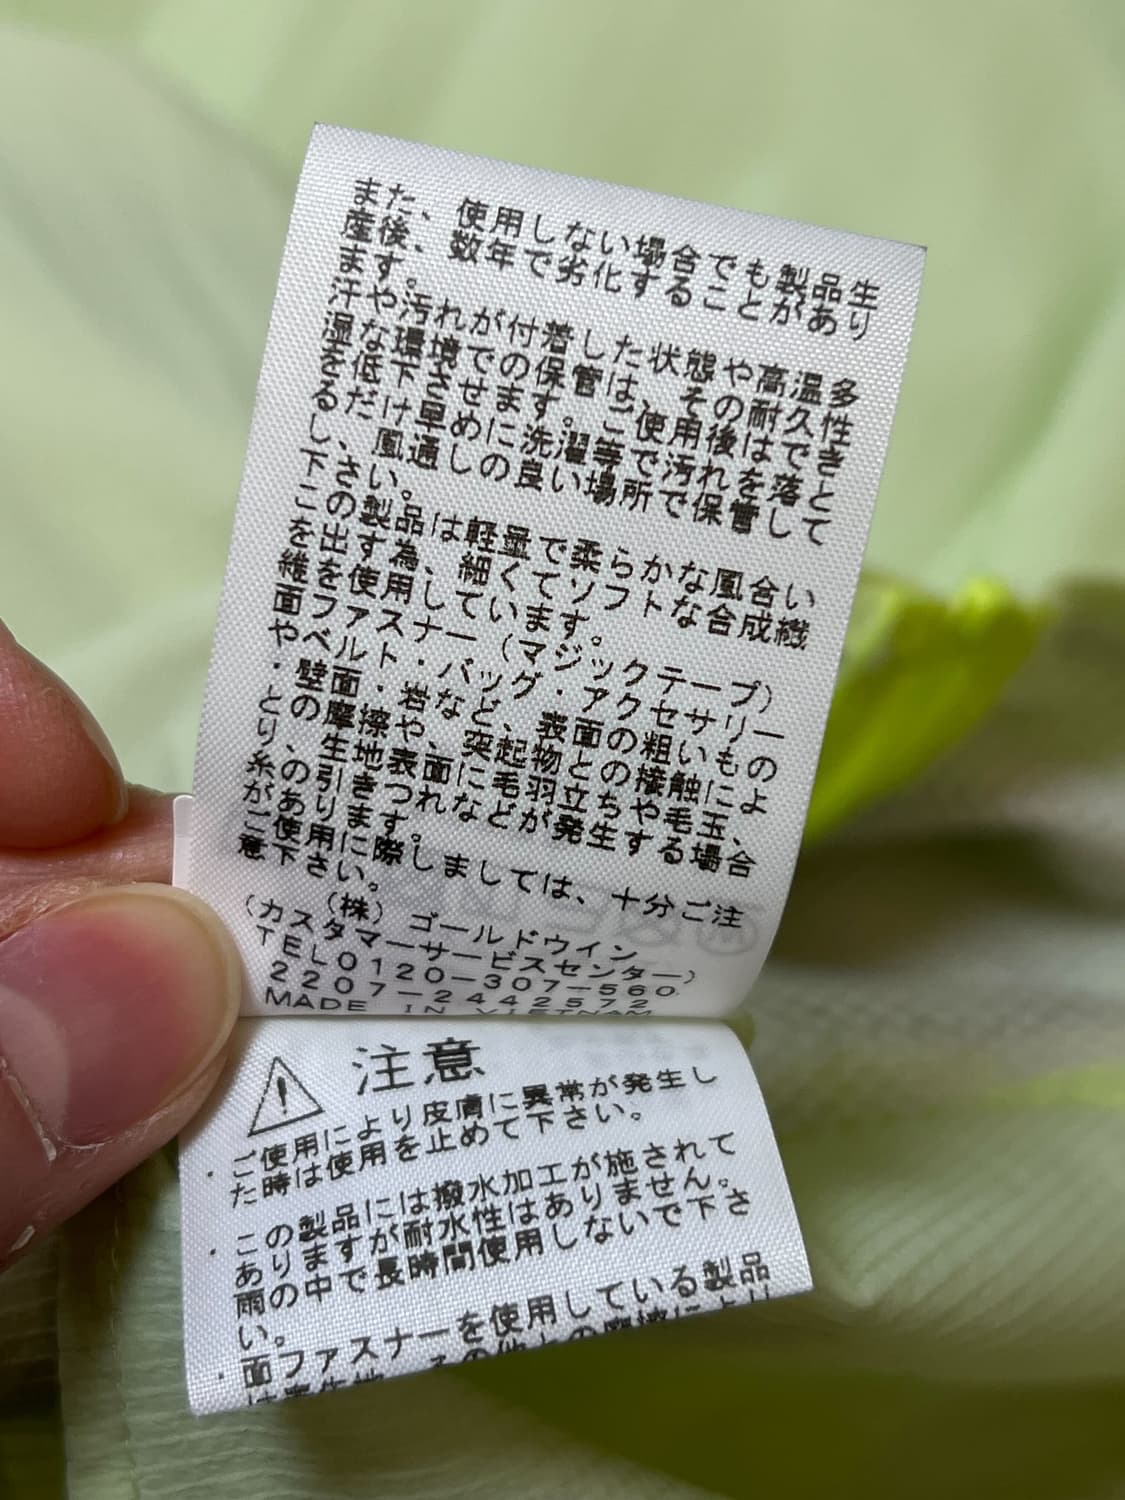 また、使用しない場合でも製品生
産後、数年で劣化することがあり
ます。
汗や汚れが付着した状態や高温多
湿な環境での保管は、その耐久性
を低下させます。ご使用後はでき
るだけ早めに洗濯等で汚れを落と
し、風通しの良い場所で保管して
下さい。
この製品は軽量で柔らかな風合い
を出す為、細くてソフトな合成繊
維を使用しています。
面ファスナー(マジックテープ)
やベルト・バッグ・アクセサリー
・壁面・岩など、表面の粗いもの
との摩擦や、突起物との接触によ
り、生地表面に毛羽立ちや毛玉、
糸の引きつれなどが発生する場合
があります。
ご使用に際しましては、十分ご注
意下さい。
(株)ゴールドウイン
(カスタマーサービスセンター)
TEL0120-307-560
2207-2442572
MADE IN VIETNAM
注意
・ご使用により皮膚に異常が発生し
た時は使用を止めて下さい。
・この製品には撥水加工が施されて
ありますが耐水性はありません。
雨の中で長時間使用しないで下さ
い。
・面ファスナーを使用している製品